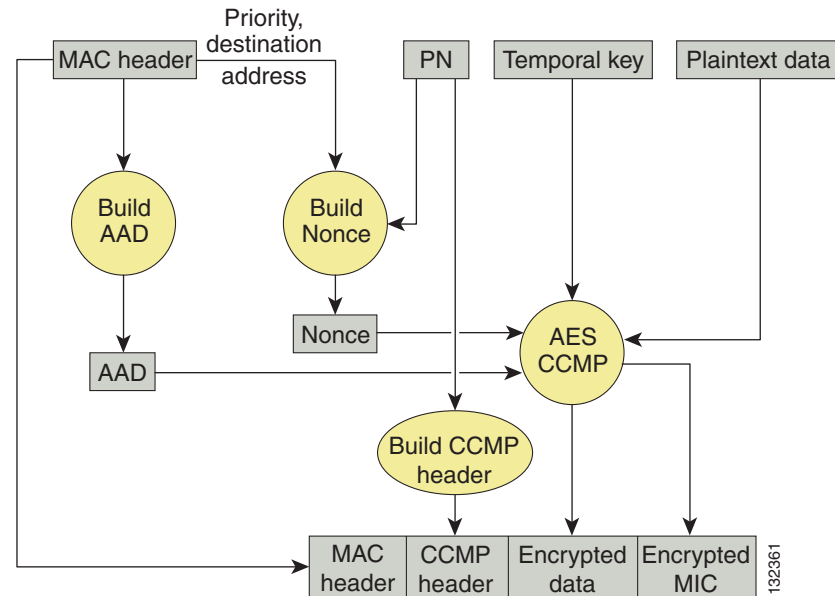 Priority,
destination
address
MAC header
PN
Temporal key
Plaintext data
Build
AAD
Build
Nonce
Nonce
AES
CCMP
AAD
Build CCMP
header
MAC
header
CCMP
header
Encrypted
data
Encrypted
MIC
132361